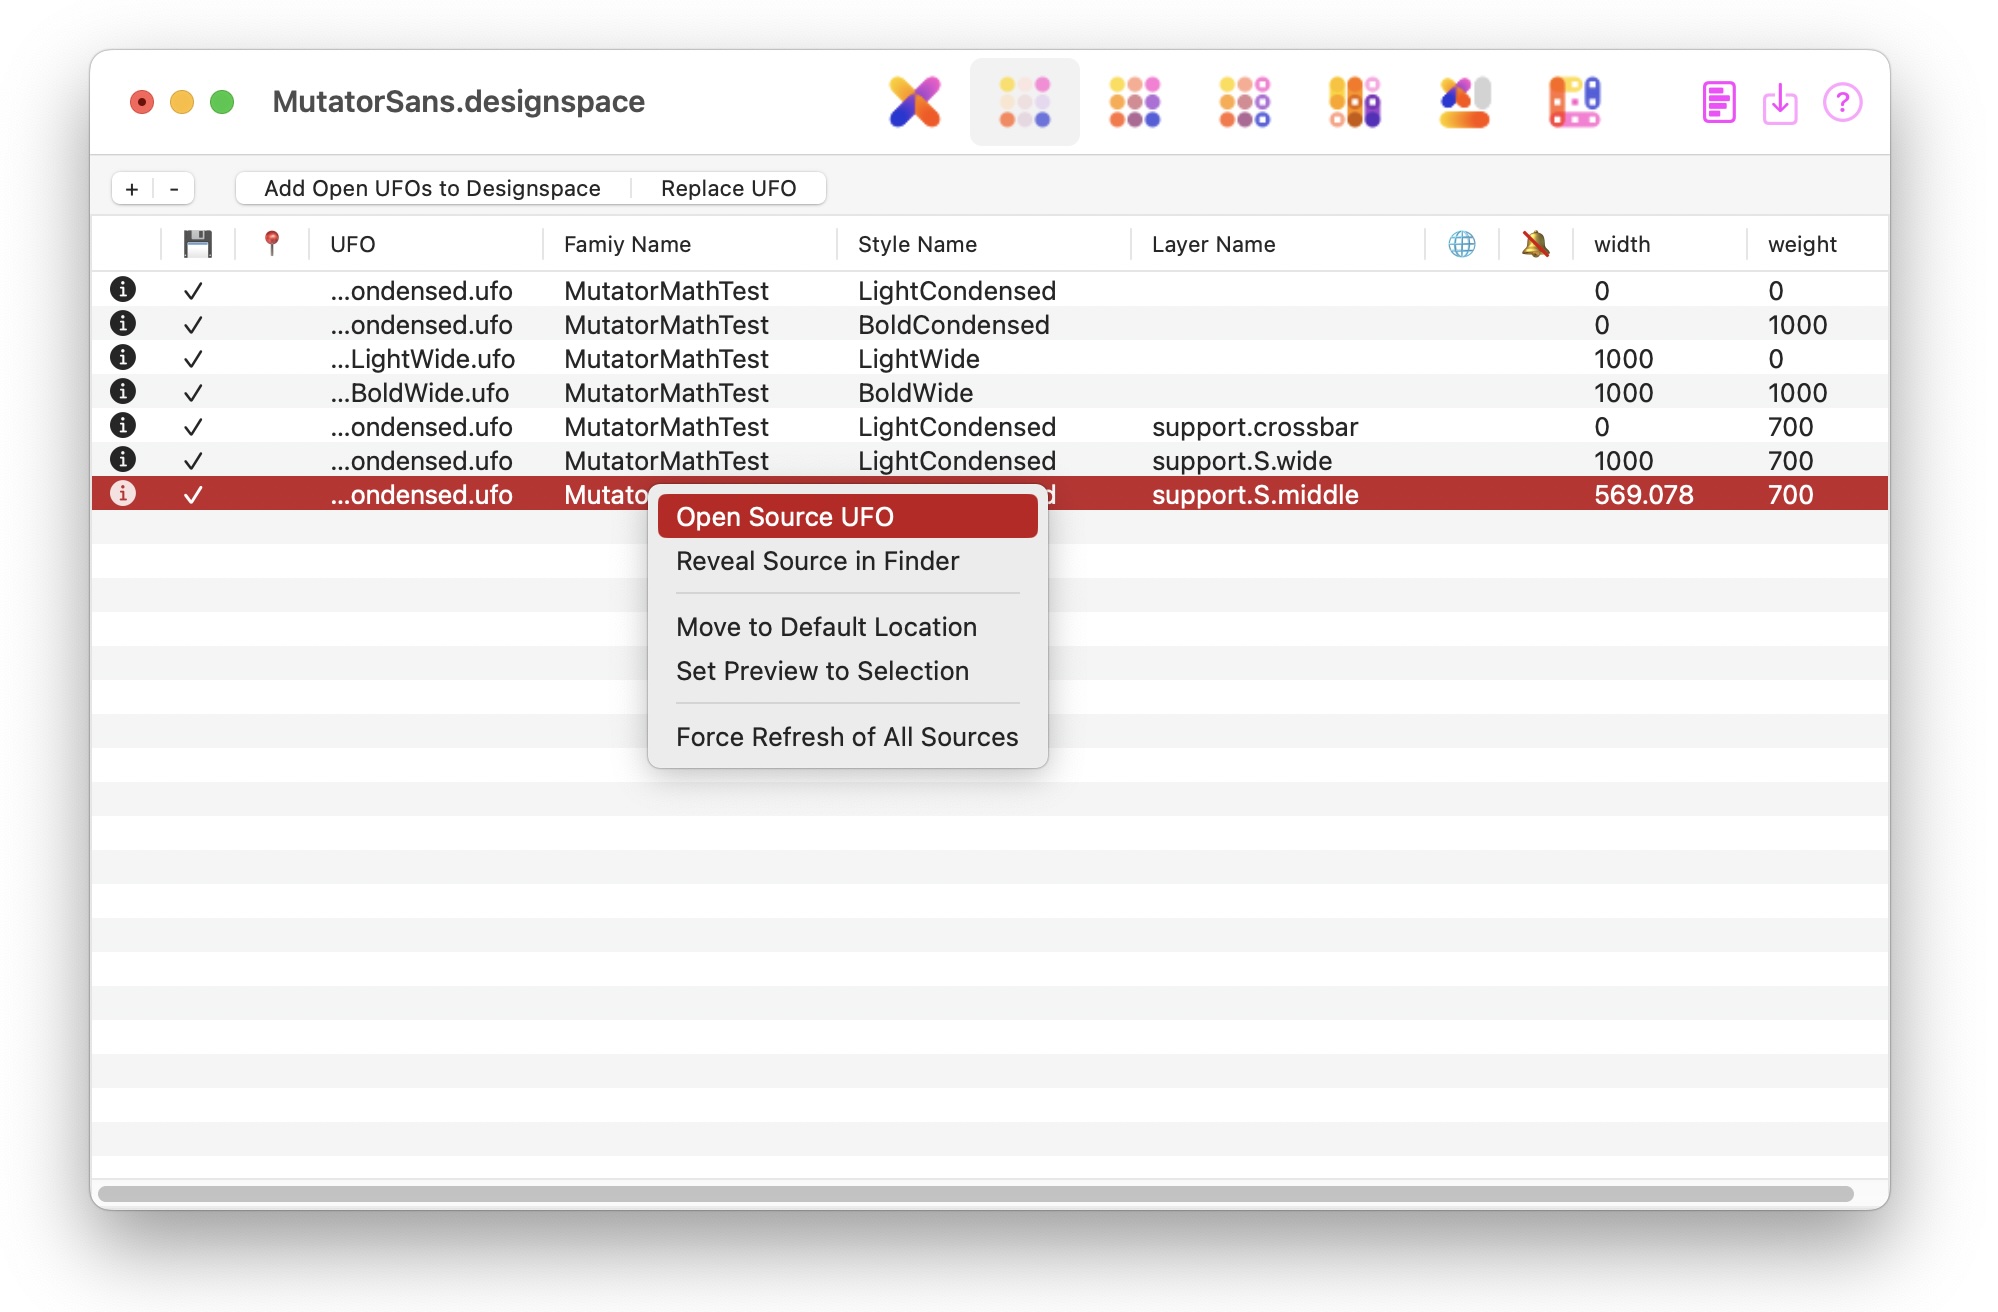 MutatorSans.designspace
?
+ - Add Open UFOs to Designspace Replace UFO
UFO Famiy Name Style Name Layer Name width weight
i ✓ ...ondensed.ufo MutatorMathTest LightCondensed 0 0
i ✓ ...ondensed.ufo MutatorMathTest BoldCondensed 0 1000
i ✓ ...LightWide.ufo MutatorMathTest LightWide 1000 0
i ✓ ...BoldWide.ufo MutatorMathTest BoldWide 1000 1000
i ✓ ...ondensed.ufo MutatorMathTest LightCondensed support.crossbar 0 700
i ✓ ...ondensed.ufo MutatorMathTest LightCondensed support.S.wide 1000 700
i ✓ ...ondensed.ufo Mutato d support.S.middle 569.078 700
Open Source UFO
Reveal Source in Finder
Move to Default Location
Set Preview to Selection
Force Refresh of All Sources